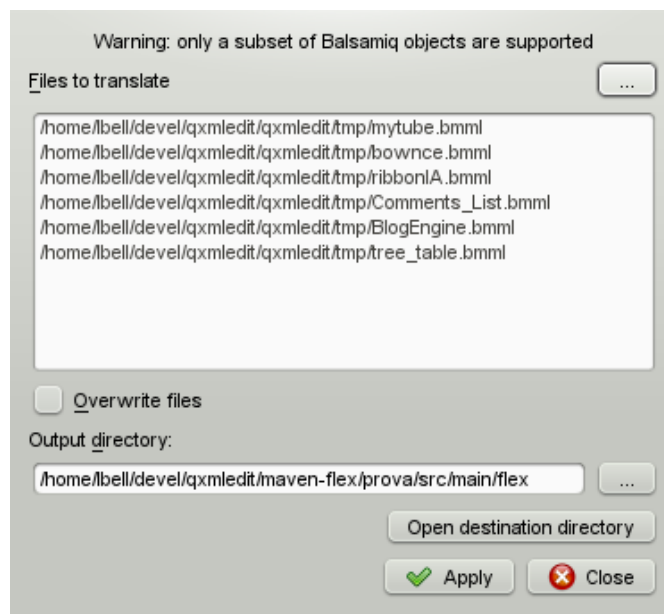 Warning: only a subset of Balsamiq objects are supported
Files to translate
...
/home/lbell/devel/qxmledit/qxmledit/tmp/mytube.bmml
/home/lbell/devel/qxmledit/qxmledit/tmp/bownce.bmml
/home/lbell/devel/qxmledit/qxmledit/tmp/ribbonIA.bmml
/home/lbell/devel/qxmledit/qxmledit/tmp/Comments_List.bmml
/home/lbell/devel/qxmledit/qxmledit/tmp/BlogEngine.bmml
/home/lbell/devel/qxmledit/qxmledit/tmp/tree_table.bmml
Overwrite files
Output directory:
/home/lbell/devel/qxmledit/maven-flex/prova/src/main/flex
...
Open destination directory
Apply
Close